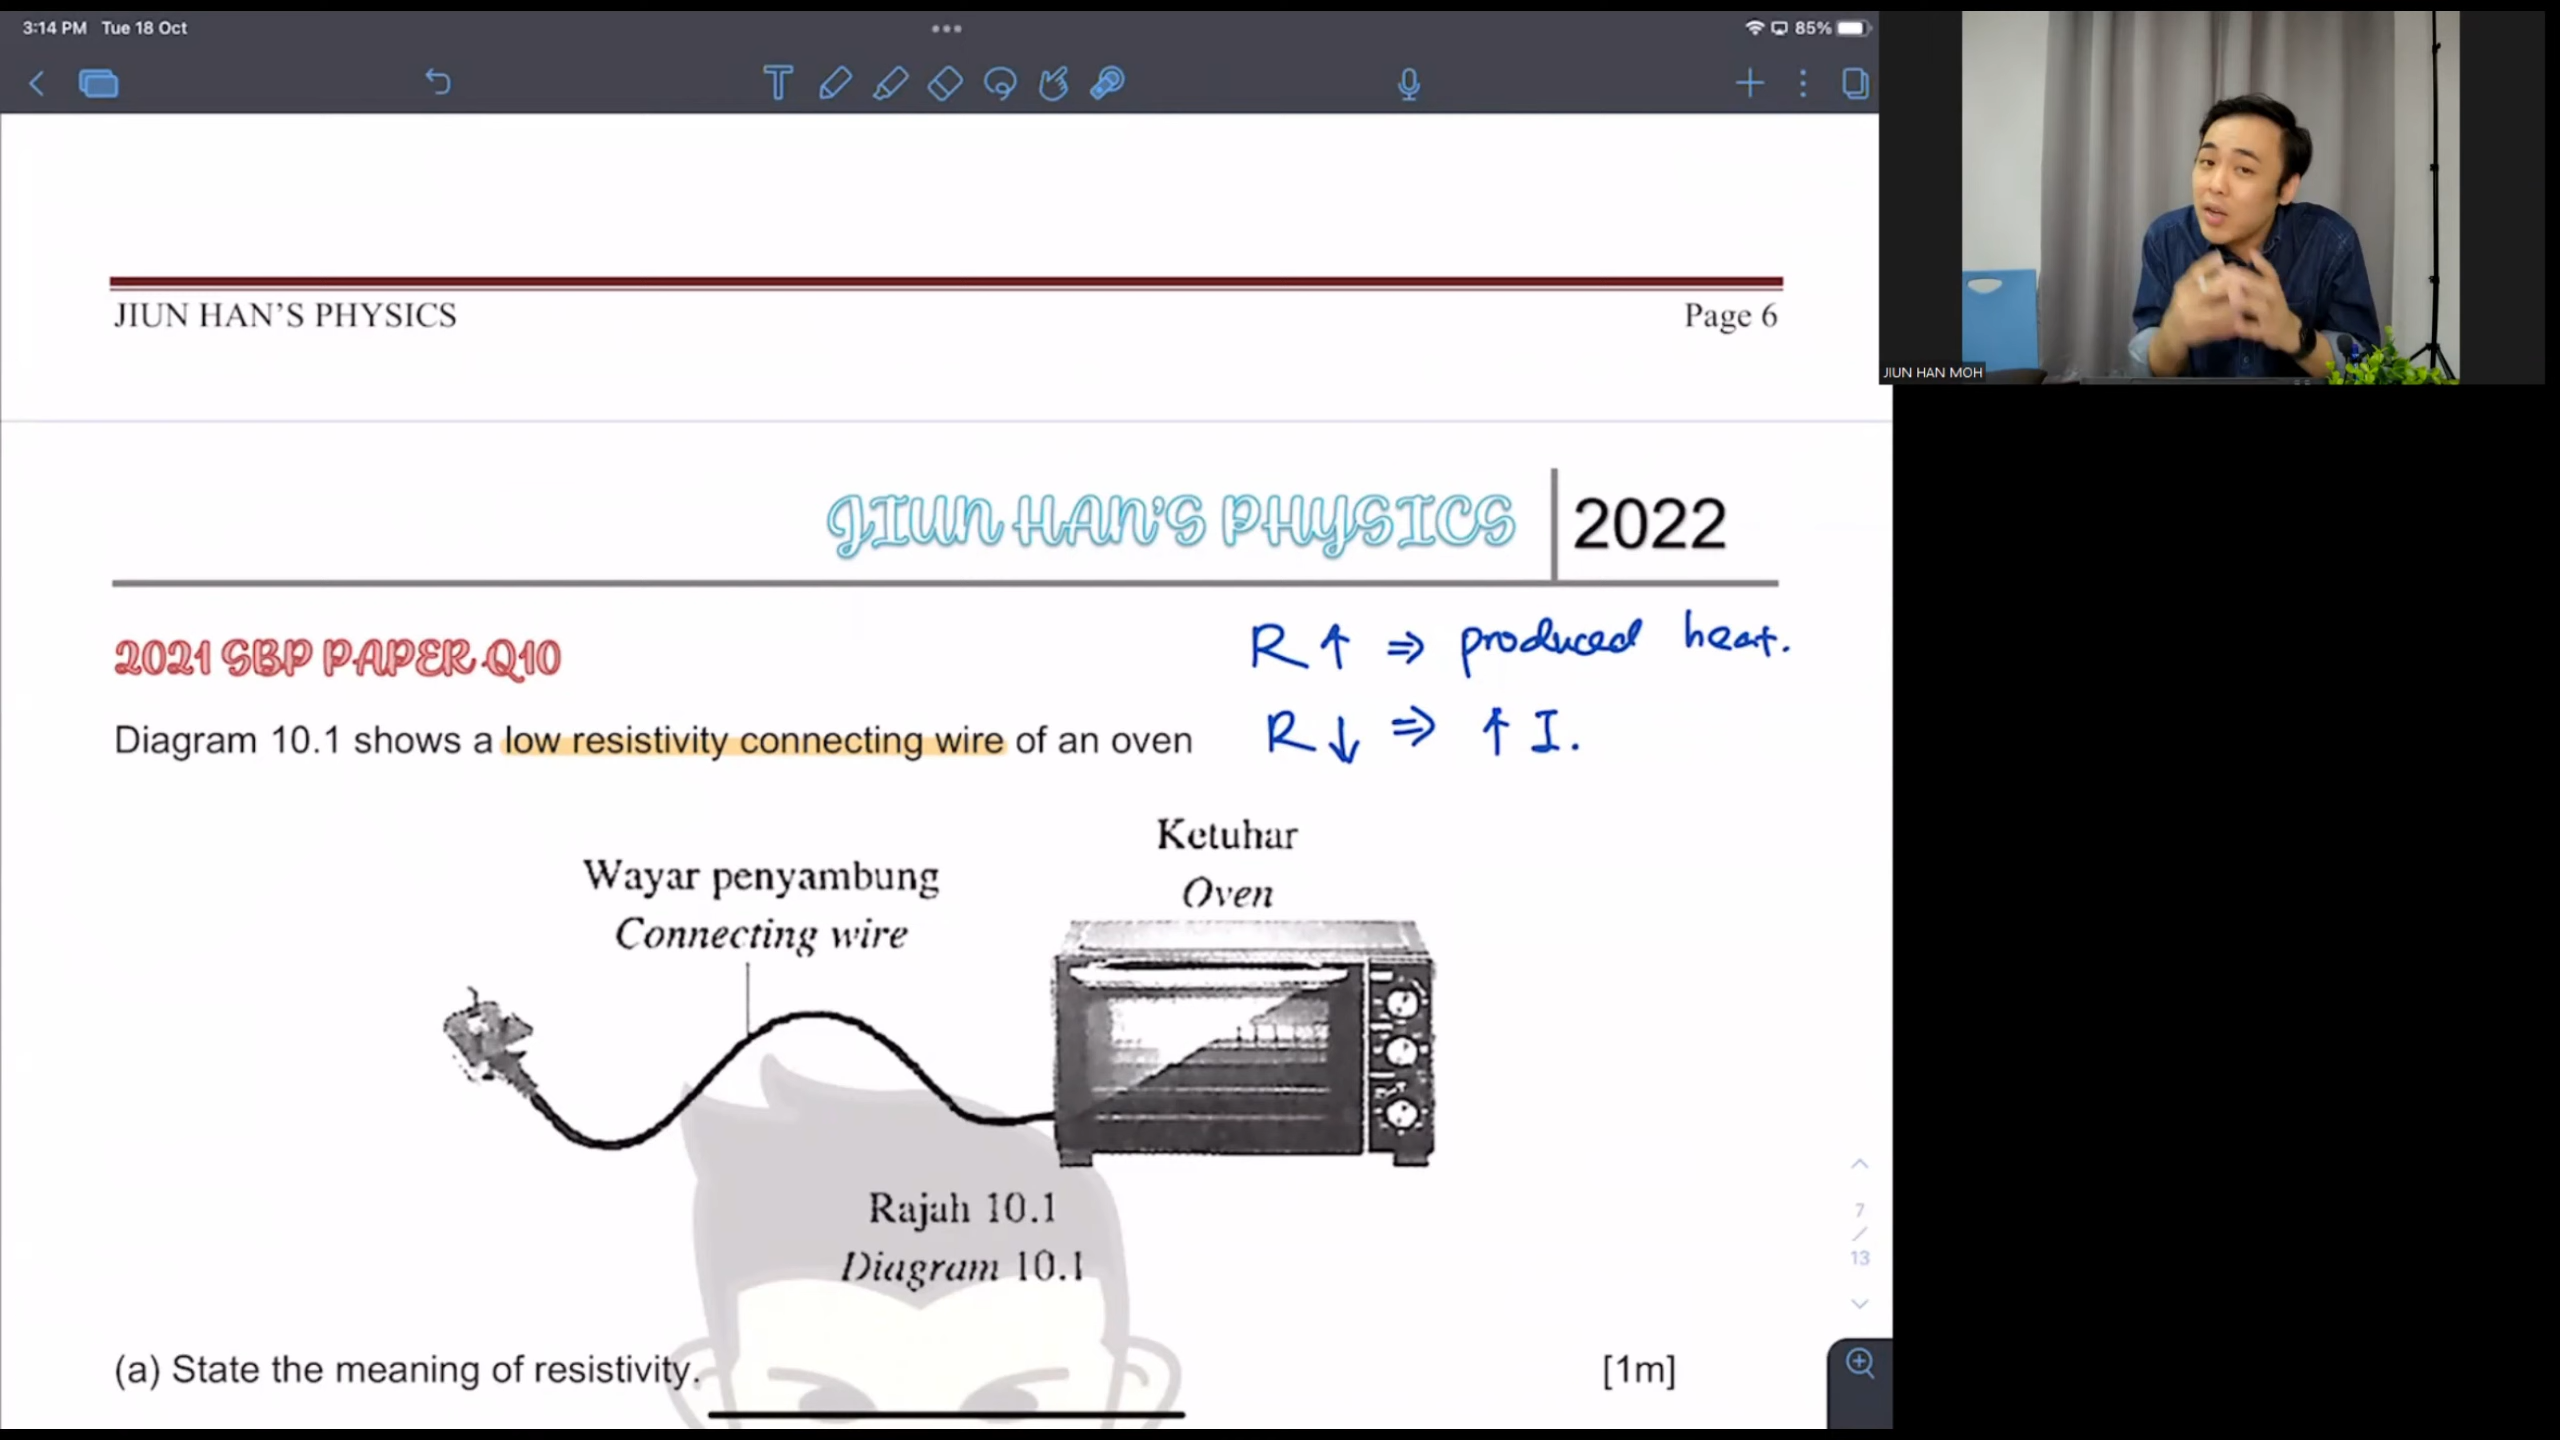 3:14 PM Tue 18 Oct
85%
JIUN HAN MOH
JIUN HAN'S PHYSICS
Page 6
JIUN HAN'S PHYSICS
2022
2021 SBP PAPER Q10
R ↑ ⇒ produced heat.
Diagram 10.1 shows a low resistivity connecting wire of an oven
R ↓ ⇒ ↑ I.
Ketuhar
Oven
Wayar penyambung
Connecting wire
Rajah 10.1
Diagram 10.1
7
/
13
(a) State the meaning of resistivity.
[1m]